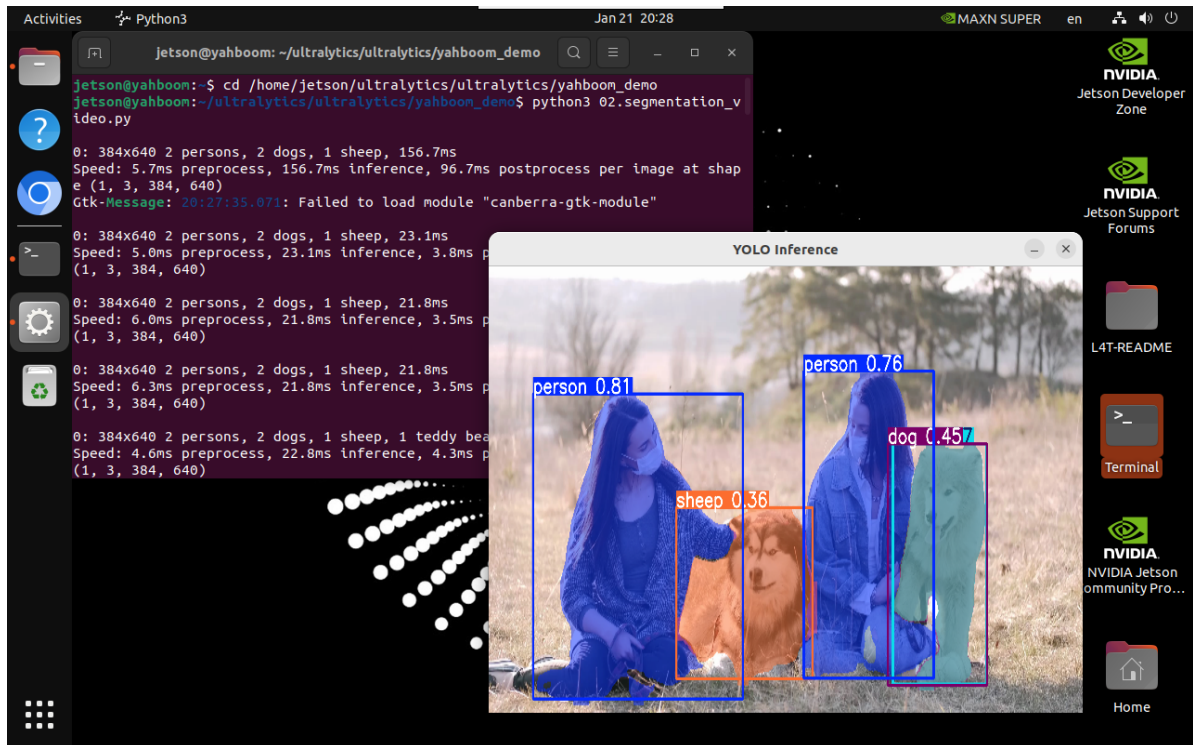 Activities
Python3
Jan 21 20:28
MAXN SUPER
en
jetson@yahboom: ~/ultralytics/ultralytics/yahboom_demo
jetson@yahboom:~$ cd /home/jetson/ultralytics/ultralytics/yahboom_demo
jetson@yahboom:~/ultralytics/ultralytics/yahboom_demo$ python3 02.segmentation_v
ideo.py
0: 384x640 2 persons, 2 dogs, 1 sheep, 156.7ms
Speed: 5.7ms preprocess, 156.7ms inference, 96.7ms postprocess per image at shap
e (1, 3, 384, 640)
Gtk-Message: 20:27:35.071: Failed to load module "canberra-gtk-module"
0: 384x640 2 persons, 2 dogs, 1 sheep, 23.1ms
Speed: 5.0ms preprocess, 23.1ms inference, 3.8ms p
(1, 3, 384, 640)
0: 384x640 2 persons, 2 dogs, 1 sheep, 21.8ms
Speed: 6.0ms preprocess, 21.8ms inference, 3.5ms p
(1, 3, 384, 640)
0: 384x640 2 persons, 2 dogs, 1 sheep, 21.8ms
Speed: 6.3ms preprocess, 21.8ms inference, 3.5ms p
(1, 3, 384, 640)
0: 384x640 2 persons, 2 dogs, 1 sheep, 1 teddy bea
Speed: 4.6ms preprocess, 22.8ms inference, 4.3ms p
(1, 3, 384, 640)
YOLO Inference
person 0.81
person 0.76
dog 0.457
sheep 0.36
NVIDIA.
Jetson Developer
Zone
NVIDIA.
Jetson Support
Forums
L4T-README
>_
Terminal
NVIDIA.
NVIDIA Jetson
ommunity Pro…
Home